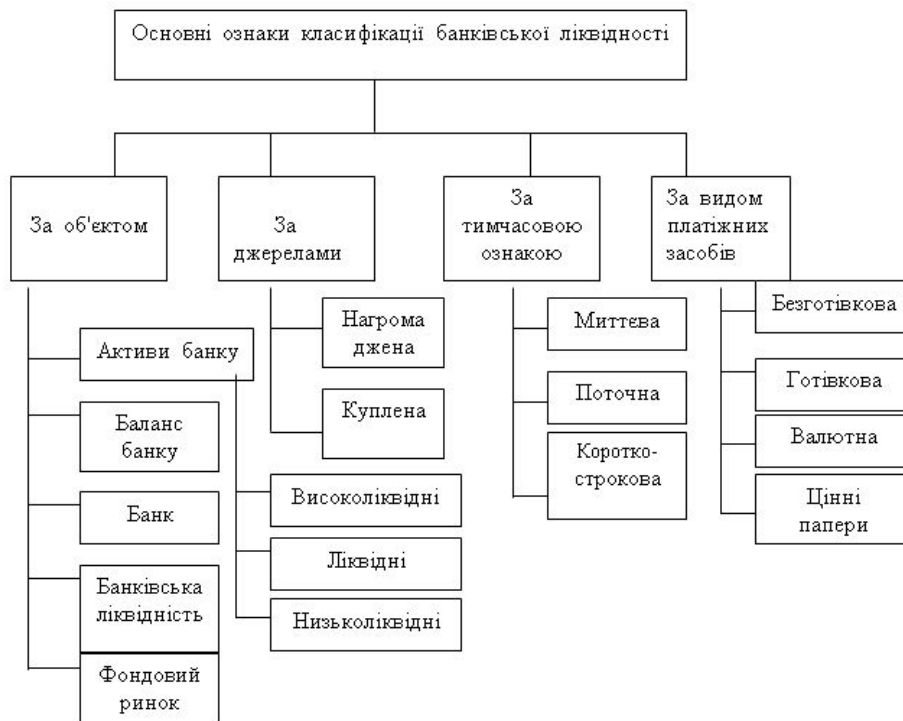 Основні ознаки класифікації банківської ліквідності
За об'єктом
За
джерелами
За
тимчасовою
ознакою
За видом
платіжних
засобів
Активи банку
Баланс
банку
Банк
Банківська
ліквідність
Фондовий
ринок
Високоліквідні
Ліквідні
Низьколіквідні
Нагрома
джена
Куплена
Миттєва
Поточна
Коротко-
строкова
Безготівкова
Готівкова
Валютна
Цінні
папери